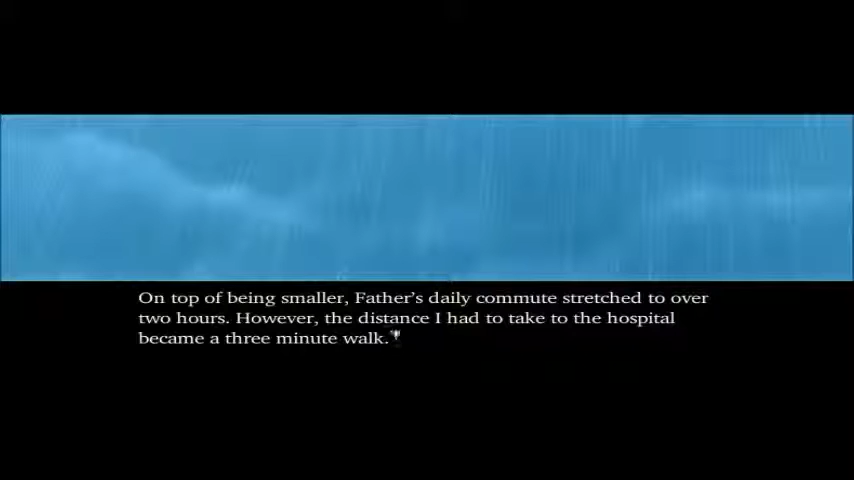 On top of being smaller, Father's daily commute stretched to over
two hours. However, the distance I had to take to the hospital
became a three minute walk.